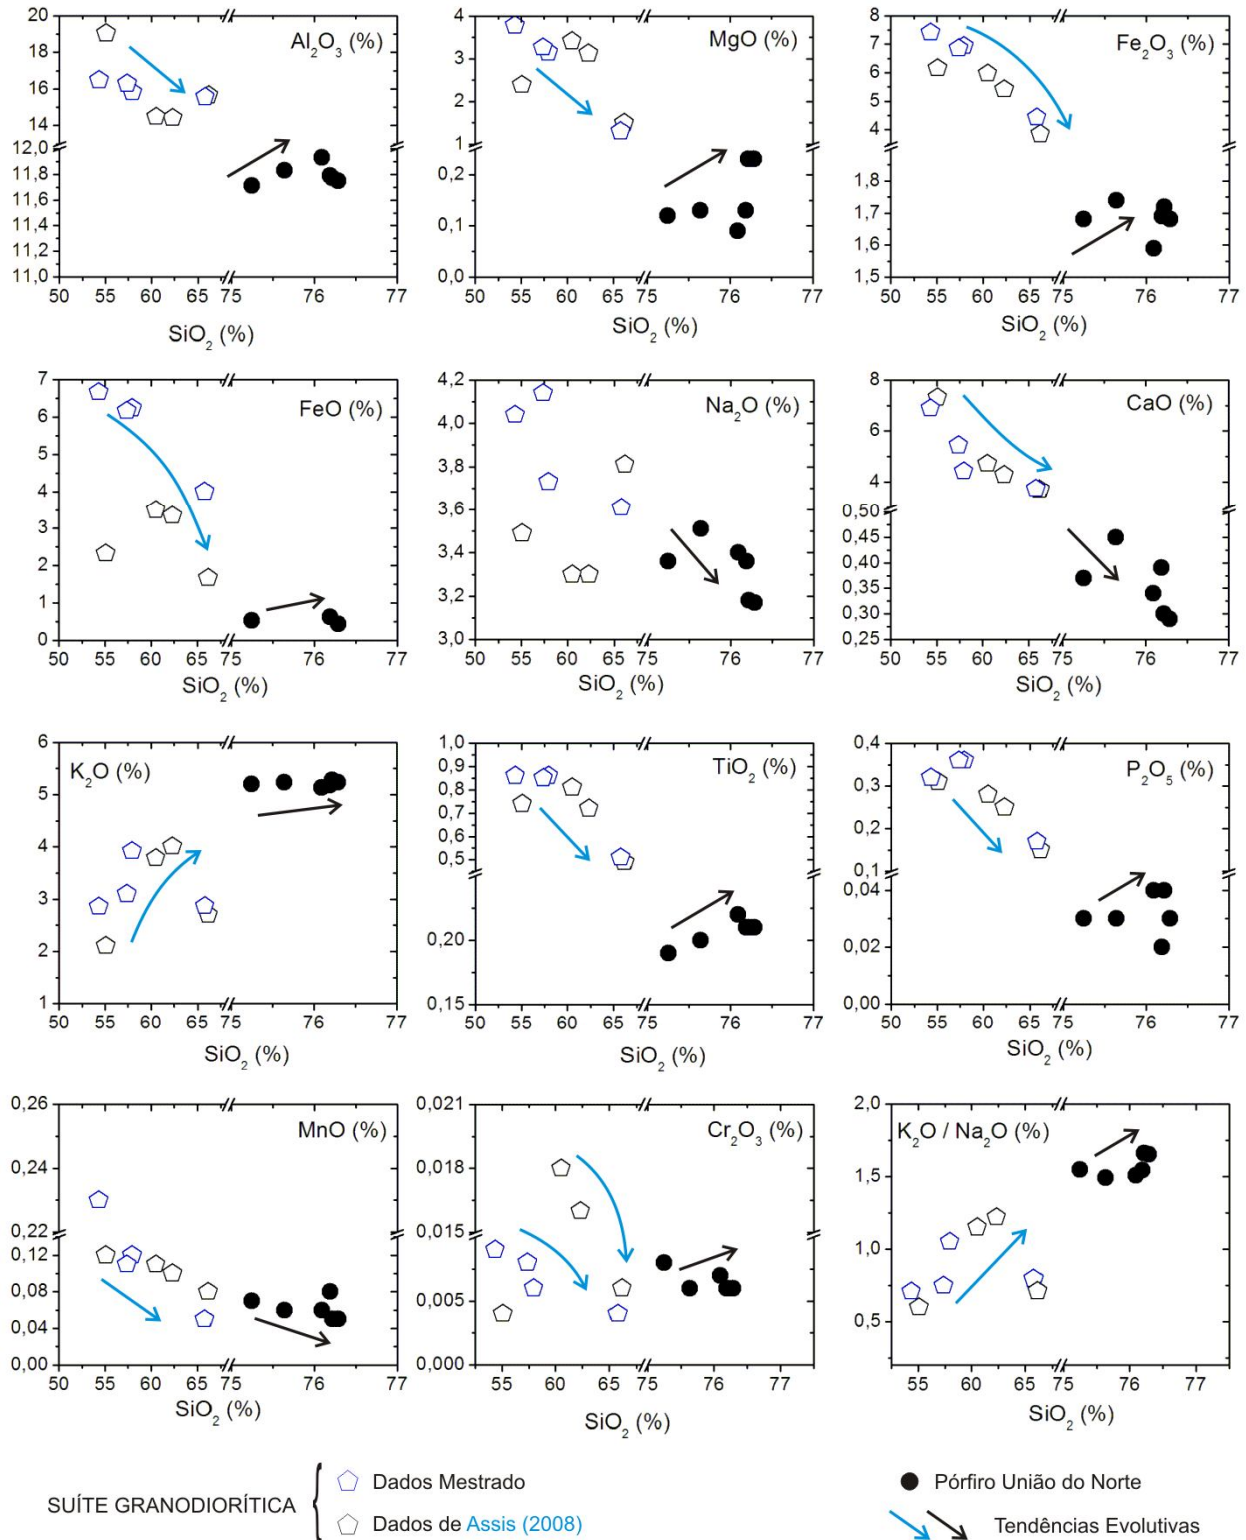 Al₂O₃ (%)
20
18
16
14
12,0
11,8
11,6
11,4
11,2
11,0
50 55 60 65 75 76 77
SiO₂ (%)
MgO (%)
4
3
2
1
0,2
0,1
0,0
50 55 60 65 75 76 77
SiO₂ (%)
Fe₂O₃ (%)
8
7
6
5
4
1,8
1,7
1,6
1,5
50 55 60 65 75 76 77
SiO₂ (%)
FeO (%)
7
6
5
4
3
2
1
0
50 55 60 65 75 76 77
SiO₂ (%)
Na₂O (%)
4,2
4,0
3,8
3,6
3,4
3,2
3,0
50 55 60 65 75 76 77
SiO₂ (%)
CaO (%)
8
6
4
0,50
0,45
0,40
0,35
0,30
0,25
50 55 60 65 75 76 77
SiO₂ (%)
K₂O (%)
6
5
4
3
2
1
50 55 60 65 75 76 77
SiO₂ (%)
TiO₂ (%)
1,0
0,9
0,8
0,7
0,6
0,5
0,20
0,15
50 55 60 65 75 76 77
SiO₂ (%)
P₂O₅ (%)
0,4
0,3
0,2
0,1
0,04
0,02
0,00
50 55 60 65 75 76 77
SiO₂ (%)
MnO (%)
0,26
0,24
0,22
0,12
0,08
0,04
0,00
50 55 60 65 75 76 77
SiO₂ (%)
Cr₂O₃ (%)
0,021
0,018
0,015
0,005
0,000
55 60 65 75 76 77
SiO₂ (%)
K₂O / Na₂O (%)
2.0
1,5
1,0
0,5
55 60 65 75 76 77
SiO₂ (%)
SUÍTE GRANODIORÍTICA
Dados Mestrado
Dados de Assis (2008)
Pórfiro União do Norte
Tendências Evolutivas